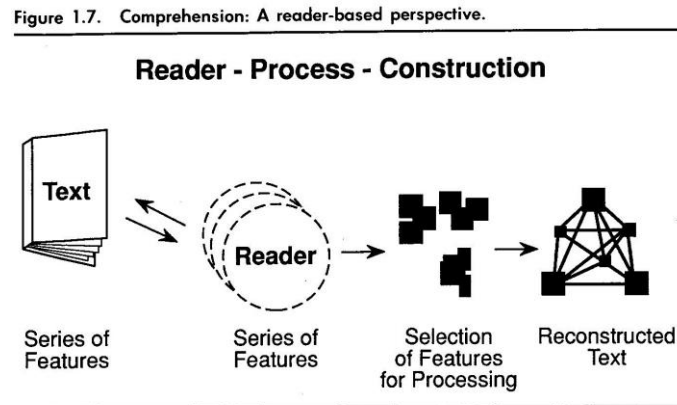 Figure 1.7. Comprehension: A reader-based perspective.
Reader - Process - Construction
Text
Reader
Series of
Features
Series of
Features
Selection
of Features
for Processing
Reconstructed
Text